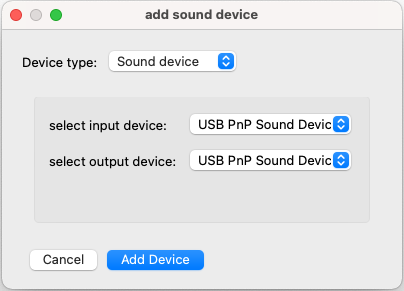 add sound device
Device type: Sound device
select input device: USB PnP Sound Devic
select output device: USB PnP Sound Devic
Cancel Add Device